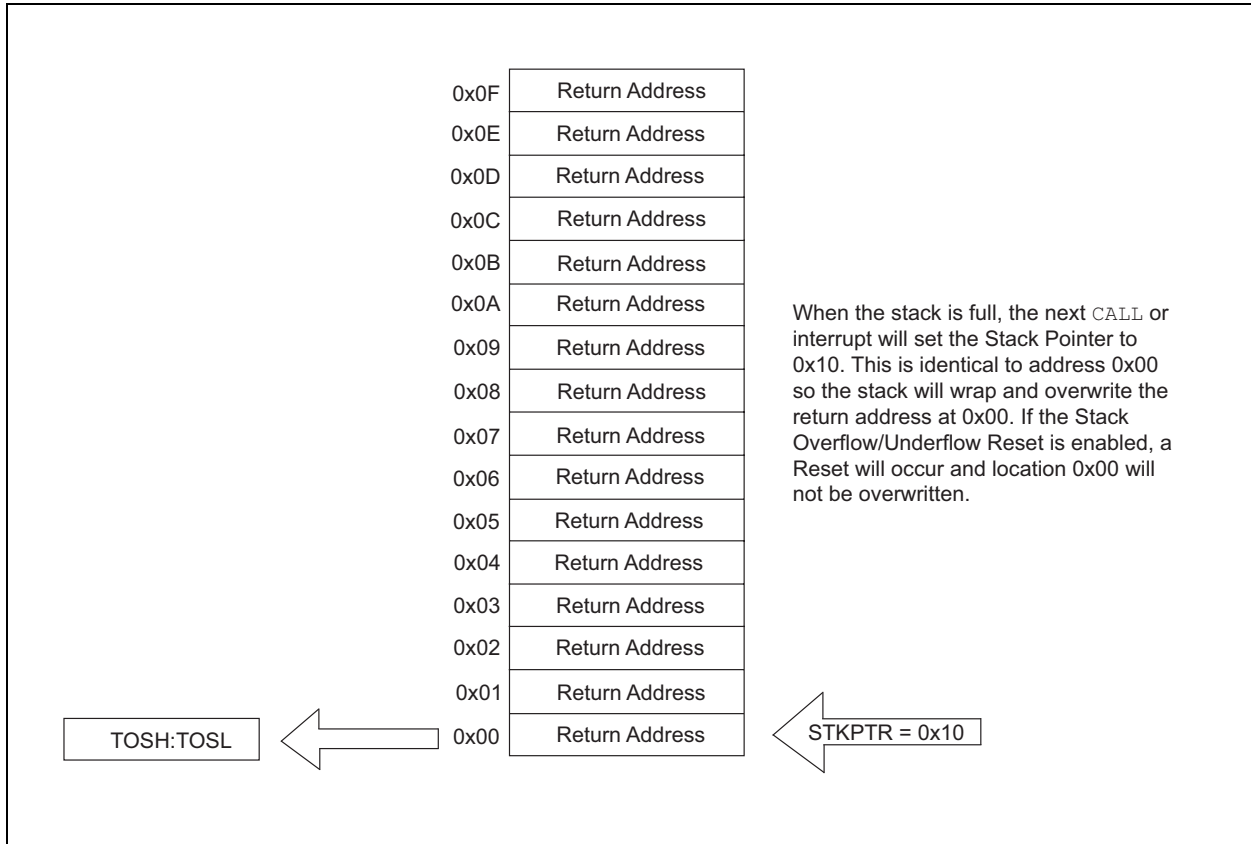 0x0F Return Address
0x0E Return Address
0x0D Return Address
0x0C Return Address
0x0B Return Address
0x0A Return Address
0x09 Return Address
0x08 Return Address
0x07 Return Address
0x06 Return Address
0x05 Return Address
0x04 Return Address
0x03 Return Address
0x02 Return Address
0x01 Return Address
TOSH:TOSL 0x00 Return Address STKPTR = 0x10
When the stack is full, the next CALL or
interrupt will set the Stack Pointer to
0x10. This is identical to address 0x00
so the stack will wrap and overwrite the
return address at 0x00. If the Stack
Overflow/Underflow Reset is enabled, a
Reset will occur and location 0x00 will
not be overwritten.